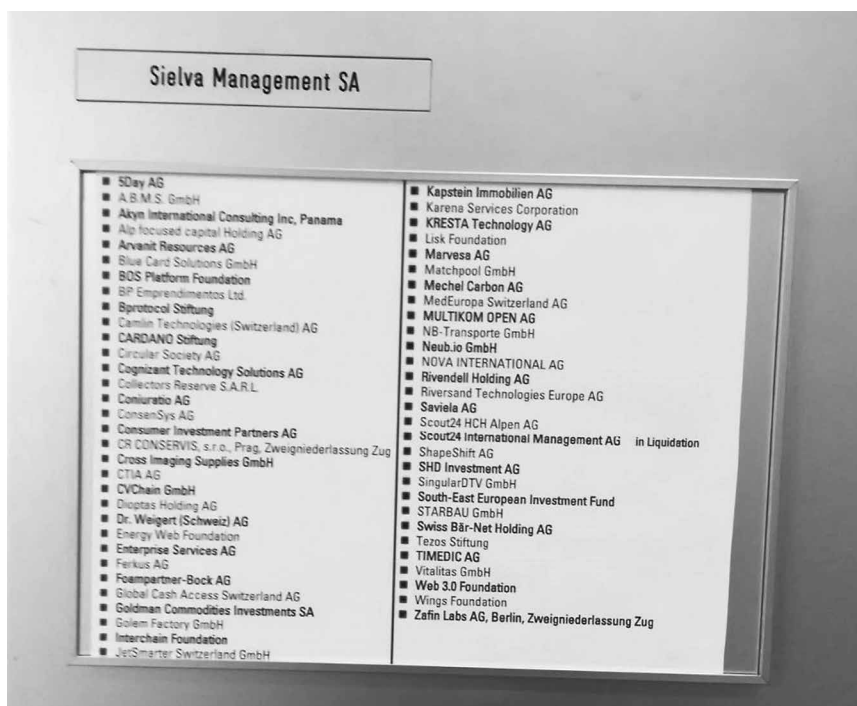 Sielva Management SA
■ 5Day AG
■ A.B.M.S. GmbH
■ Akyn International Consulting Inc, Panama
■ Alp focused capital Holding AG
■ Arvanit Resources AG
■ Blue Card Solutions GmbH
■ BOS Platform Foundation
■ BP Emprendimentos Ltd.
■ Bprotocol Stiftung
■ Camlin Technologies (Switzerland) AG
■ CARDANO Stiftung
■ Circular Society AG
■ Cognizant Technology Solutions AG
■ Collectors Reserve S.A.R.L
■ Coniuratio AG
■ ConsenSys AG
■ Consumer Investment Partners AG
■ CR CONSERVIS, s.r.o., Prag, Zweigniederlassung Zug
■ Cross Imaging Supplies GmbH
■ CTIA AG
■ CVChain GmbH
■ Dioptas Holding AG
■ Dr. Weigert (Schweiz) AG
■ Energy Web Foundation
■ Enterprise Services AG
■ Ferkus AG
■ Foampartner-Bock AG
■ Global Cash Access Switzerland AG
■ Goldman Commodities Investments SA
■ Golem Factory GmbH
■ Interchain Foundation
■ JetSmarter Switzerland GmbH
■ Kapstein Immobilien AG
■ Karena Services Corporation
■ KRESTA Technology AG
■ Lisk Foundation
■ Marvesa AG
■ Matchpool GmbH
■ Mechel Carbon AG
■ MedEuropa Switzerland AG
■ MULTIKOM OPEN AG
■ NB-Transporte GmbH
■ Neub.io GmbH
■ NOVA INTERNATIONAL AG
■ Rivendell Holding AG
■ Riversand Technologies Europe AG
■ Saviela AG
■ Scout24 HCH Alpen AG
■ Scout24 International Management AG in Liquidation
■ ShapeShift AG
■ SHD Investment AG
■ SingularDTV GmbH
■ South-East European Investment Fund
■ STARBAU GmbH
■ Swiss Bär-Net Holding AG
■ Tezos Stiftung
■ TIMEDIC AG
■ Vitalitas GmbH
■ Web 3.0 Foundation
■ Wings Foundation
■ Zafin Labs AG, Berlin, Zweigniederlassung Zug